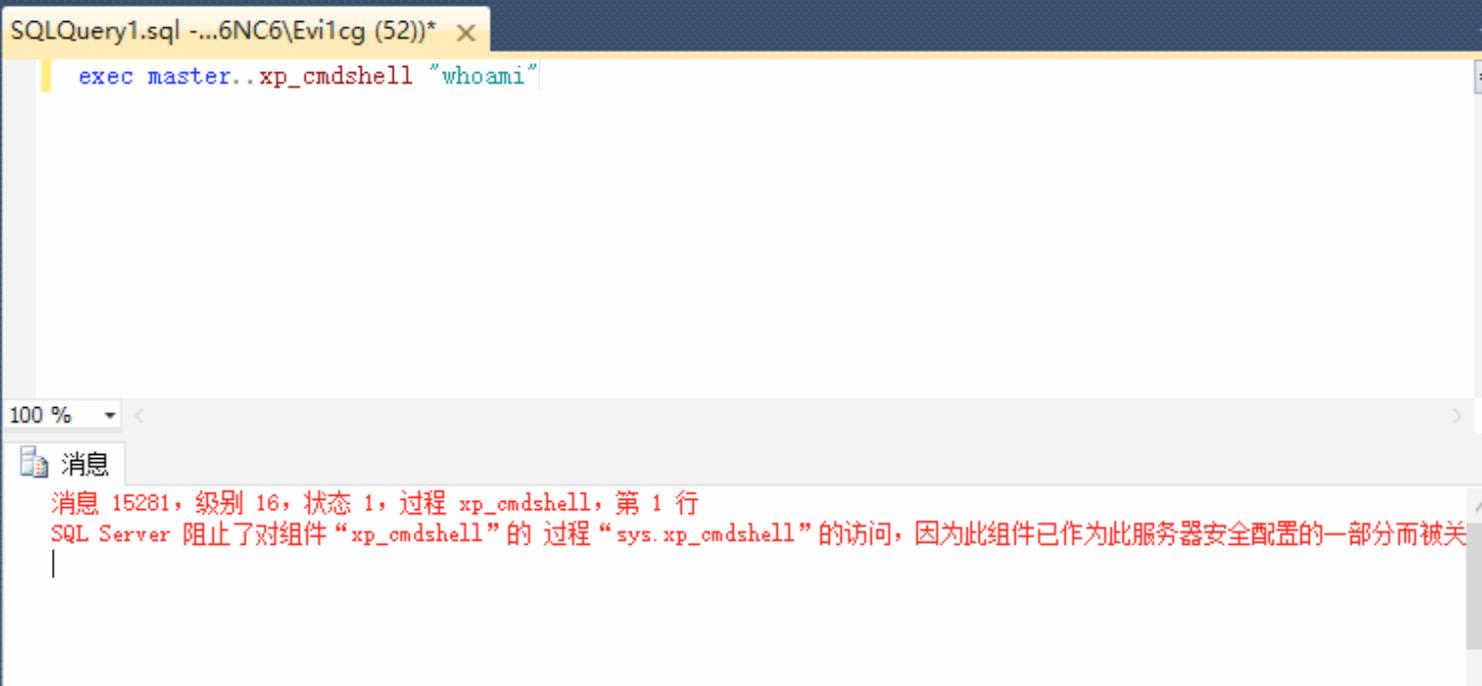 SQLQuery1.sql -...6NC6\Evi1cg (52))*
exec master..xp_cmdshell "whoami"
100 %
消息
消息 15281，级别 16，状态 1，过程 xp_cmdshell，第 1 行
SQL Server 阻止了对组件“xp_cmdshell”的 过程“sys.xp_cmdshell”的访问，因为此组件已作为此服务器安全配置的一部分而被关